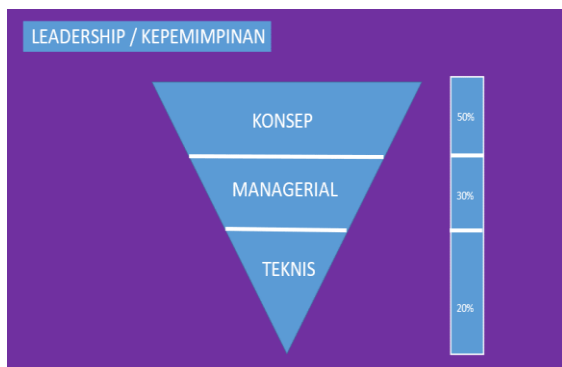 LEADERSHIP / KEPEMIMPINAN
KONSEP
50%
MANAGERIAL
30%
TEKNIS
20%